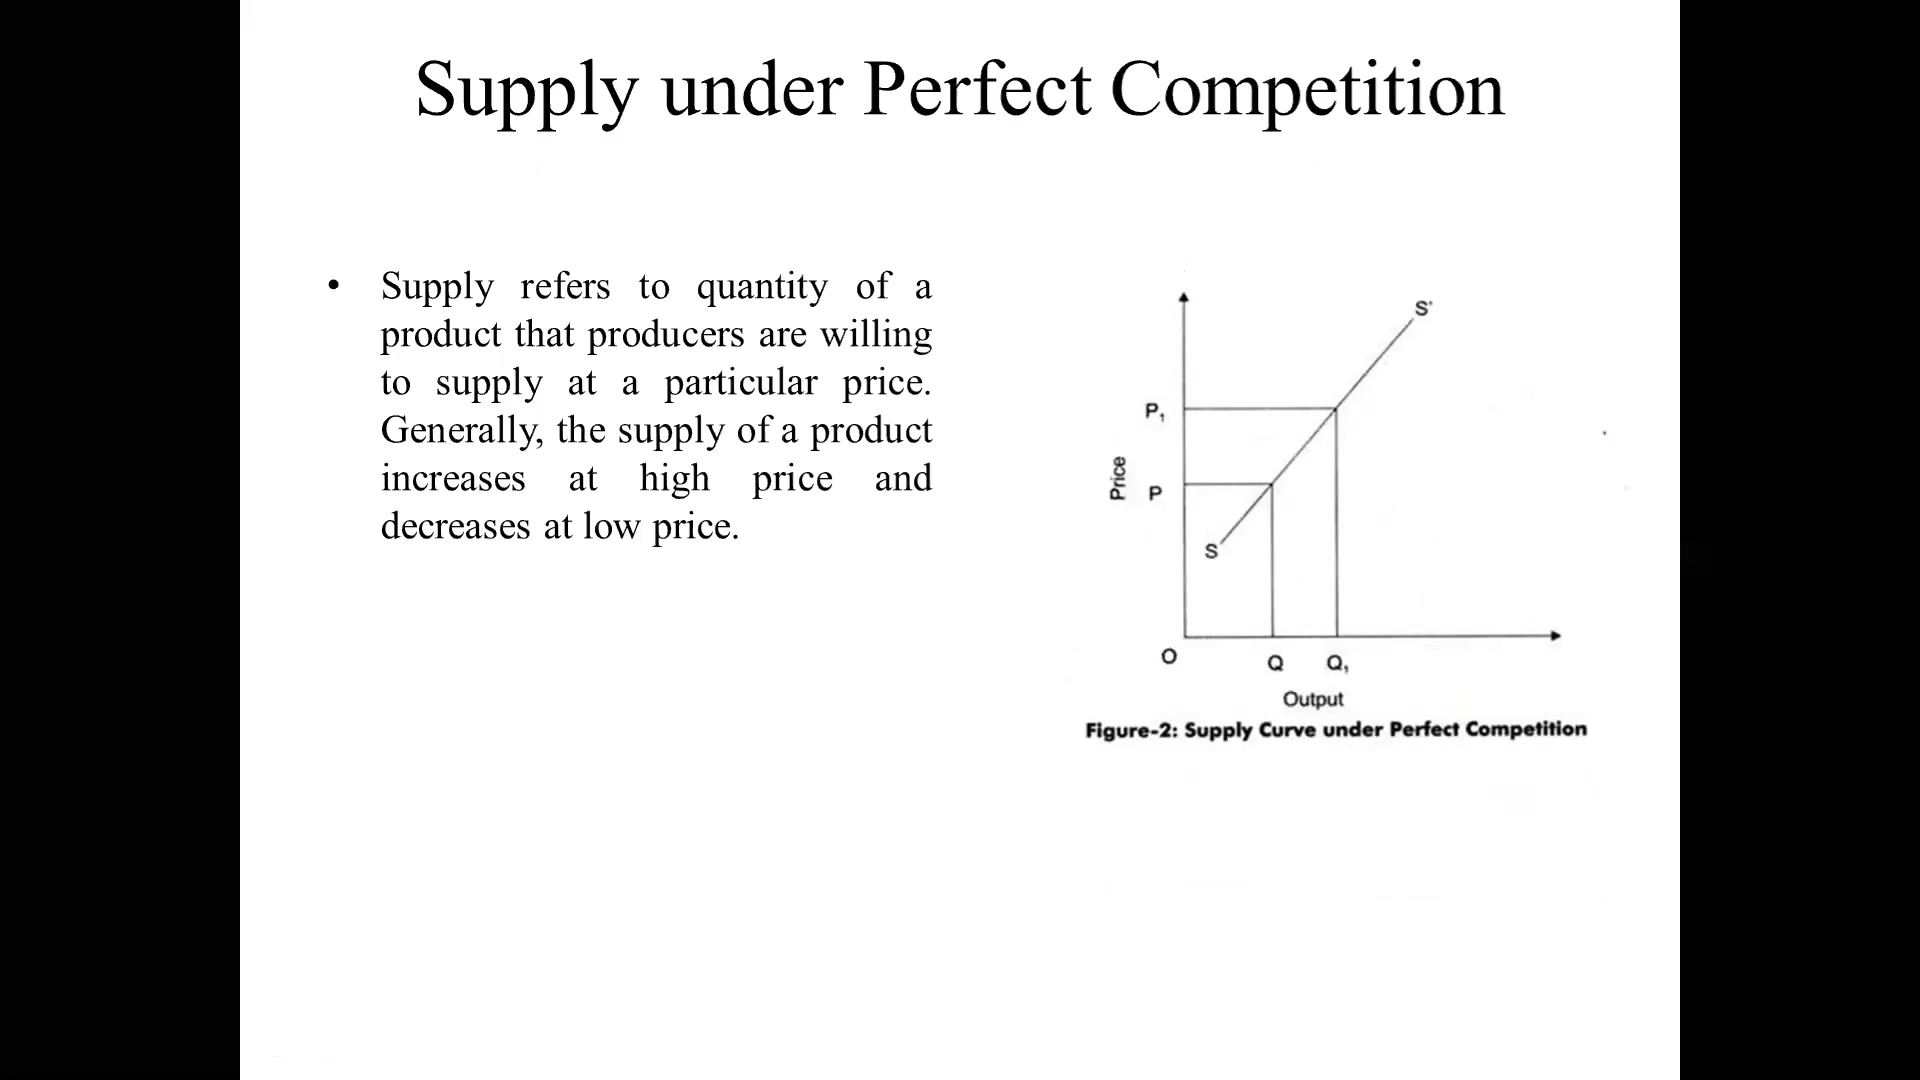 Supply under Perfect Competition
• Supply refers to quantity of a
product that producers are willing
to supply at a particular price.
Generally, the supply of a product
increases at high price and
decreases at low price.
S'
P₁
Price
P
S
O
Q Q₁
Output
Figure-2: Supply Curve under Perfect Competition